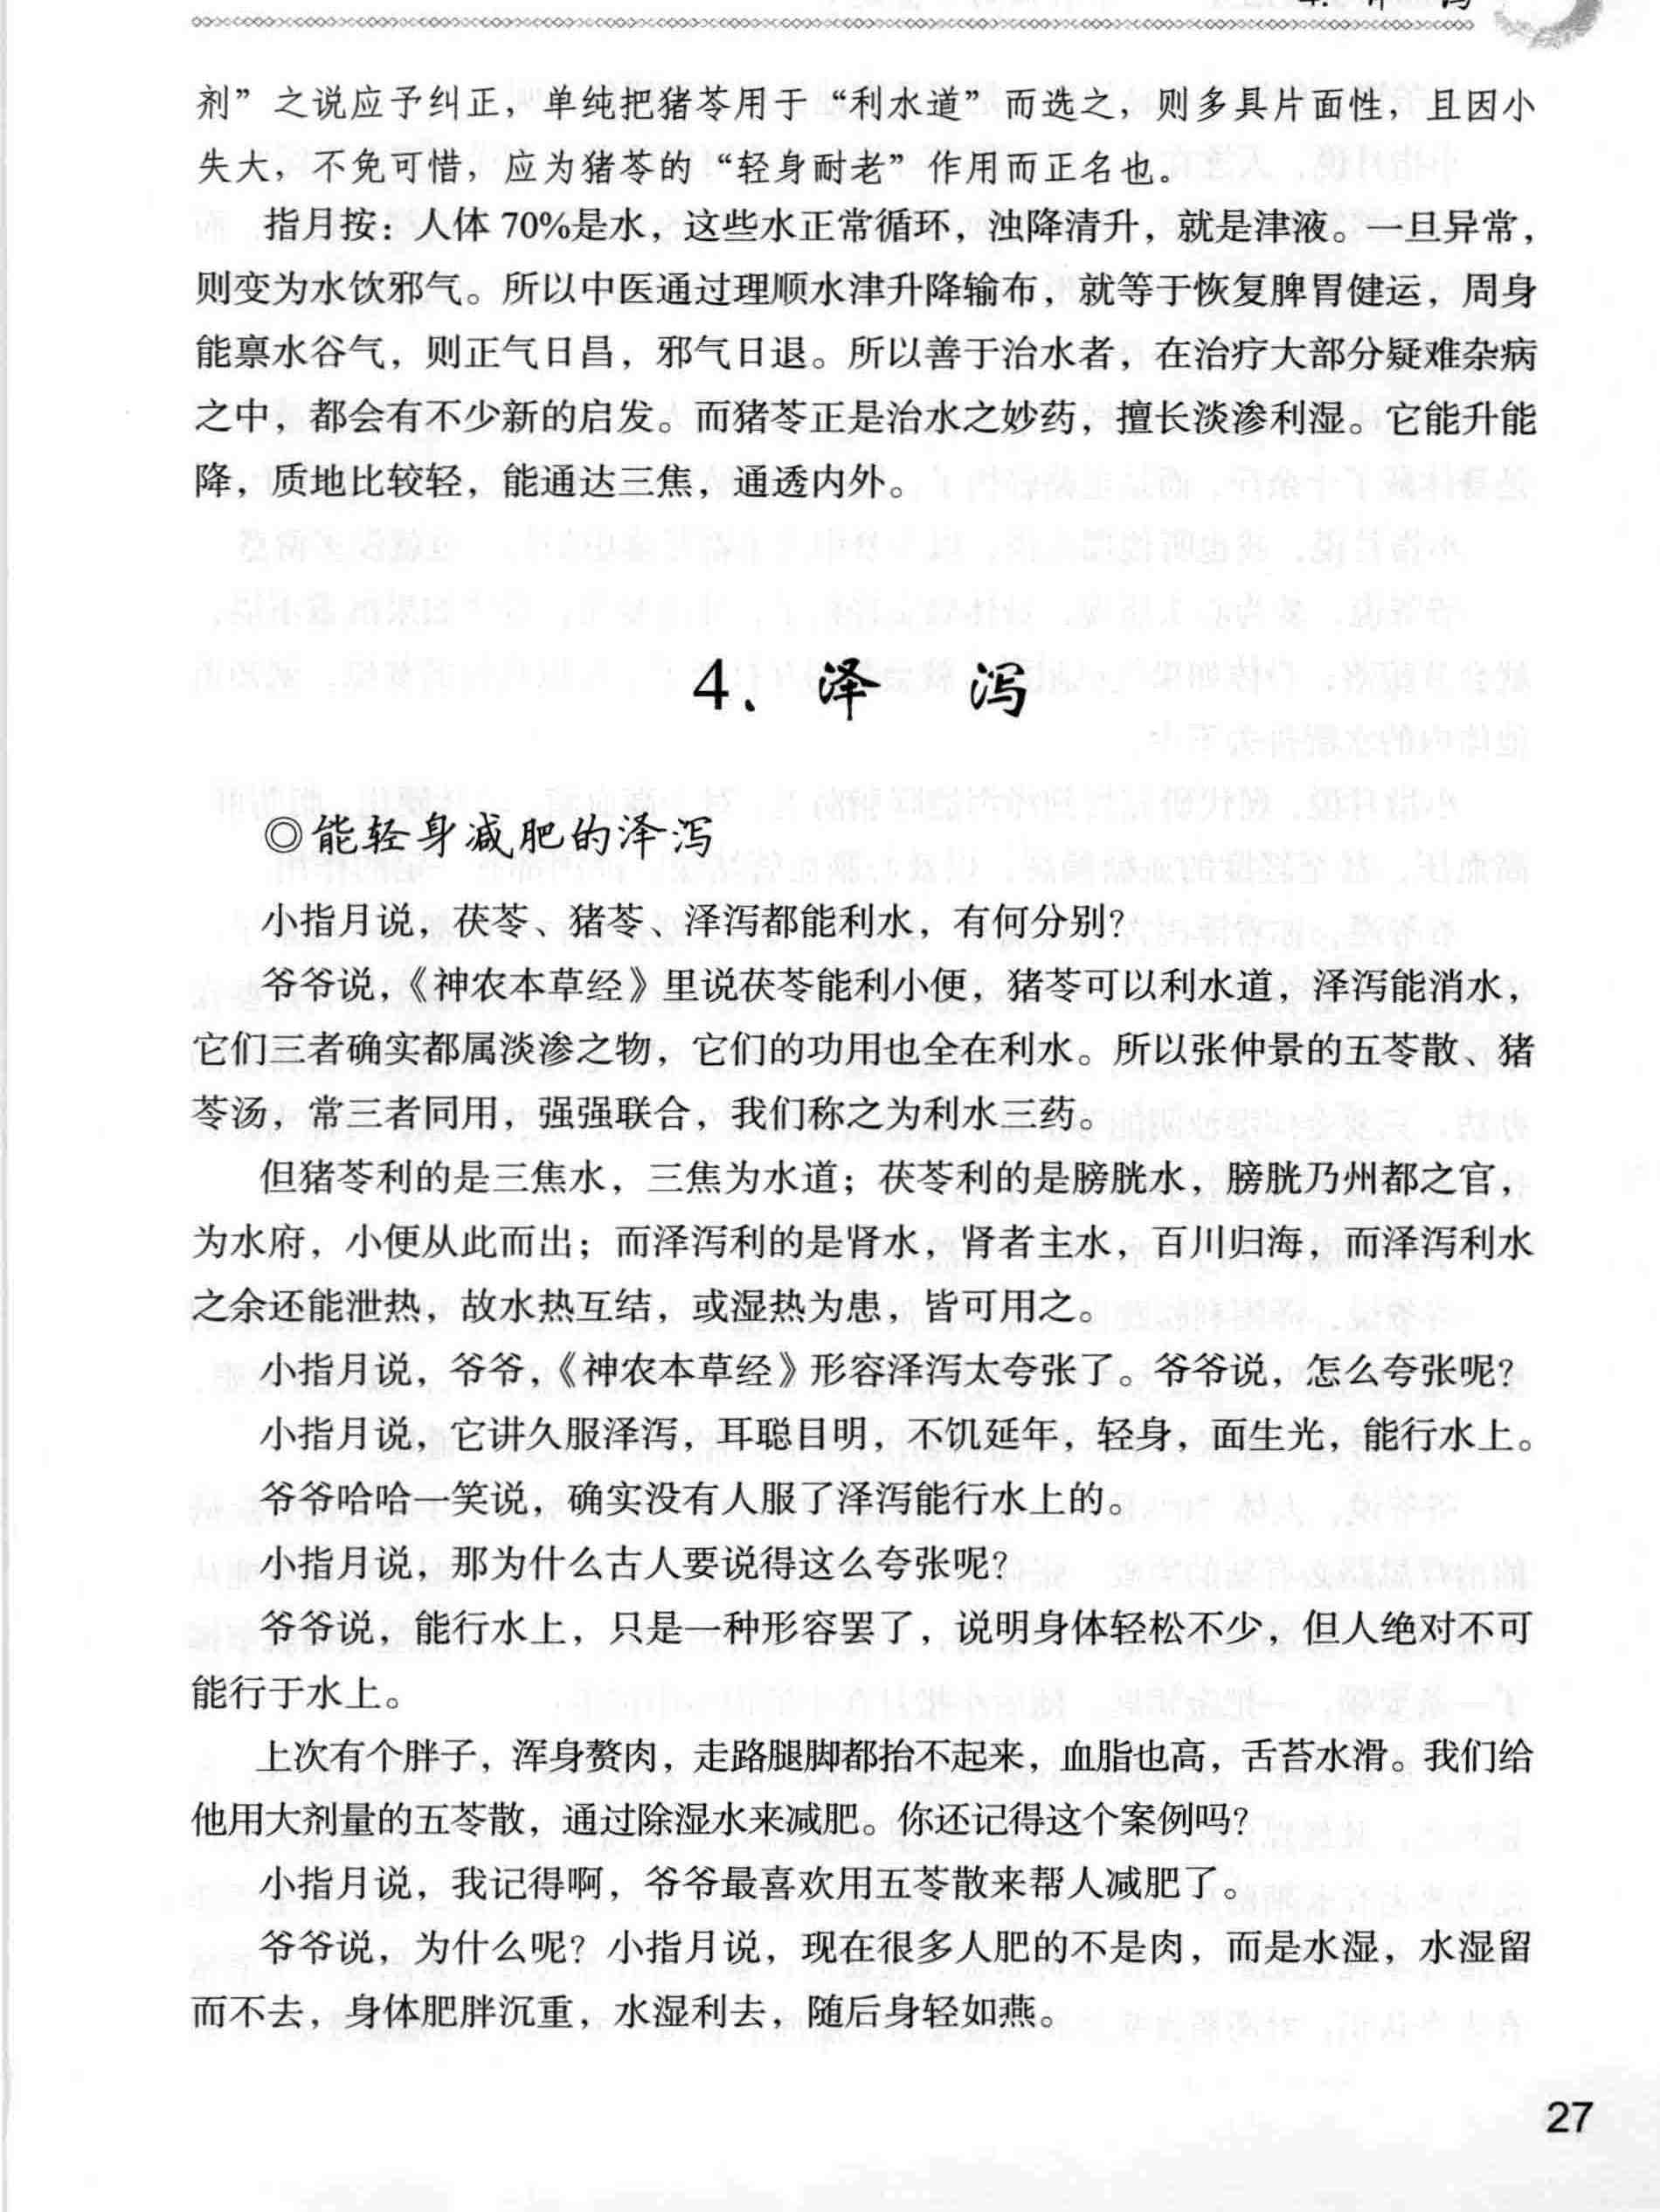 4. 泽 泻
剂”之说应予纠正，单纯把猪苓用于“利水道”而选之，则多具片面性，且因小
失大，不免可惜，应为猪苓的“轻身耐老”作用而正名也。
指月按：人体 70%是水，这些水正常循环，浊降清升，就是津液。一旦异常，
则变为水饮邪气。所以中医通过理顺水津升降输布，就等于恢复脾胃健运，周身
能禀水谷气，则正气日昌，邪气日退。所以善于治水者，在治疗大部分疑难杂病
之中，都会有不少新的启发。而猪苓正是治水之妙药，擅长淡渗利湿。它能升能
降，质地比较轻，能通达三焦，通透内外。
4、泽 泻
◎能轻身减肥的泽泻
小指月说，茯苓、猪苓、泽泻都能利水，有何分别？
爷爷说，《神农本草经》里说茯苓能利小便，猪苓可以利水道，泽泻能消水，
它们三者确实都属淡渗之物，它们的功用也全在利水。所以张仲景的五苓散、猪
苓汤，常三者同用，强强联合，我们称之为利水三药。
但猪苓利的是三焦水，三焦为水道；茯苓利的是膀胱水，膀胱乃州都之官，
为水府，小便从此而出；而泽泻利的是肾水，肾者主水，百川归海，而泽泻利水
之余还能泄热，故水热互结，或湿热为患，皆可用之。
小指月说，爷爷，《神农本草经》形容泽泻太夸张了。爷爷说，怎么夸张呢？
小指月说，它讲久服泽泻，耳聪目明，不饥延年，轻身，面生光，能行水上。
爷爷哈哈一笑说，确实没有人服了泽泻能行水上的。
小指月说，那为什么古人要说得这么夸张呢？
爷爷说，能行水上，只是一种形容罢了，说明身体轻松不少，但人绝对不可
能行于水上。
上次有个胖子，浑身赘肉，走路腿脚都抬不起来，血脂也高，舌苔水滑。我们给
他用大剂量的五苓散，通过除湿水来减肥。你还记得这个案例吗？
小指月说，我记得啊，爷爷最喜欢用五苓散来帮人减肥了。
爷爷说，为什么呢？小指月说，现在很多人肥的不是肉，而是水湿，水湿留
而不去，身体肥胖沉重，水湿利去，随后身轻如燕。
27